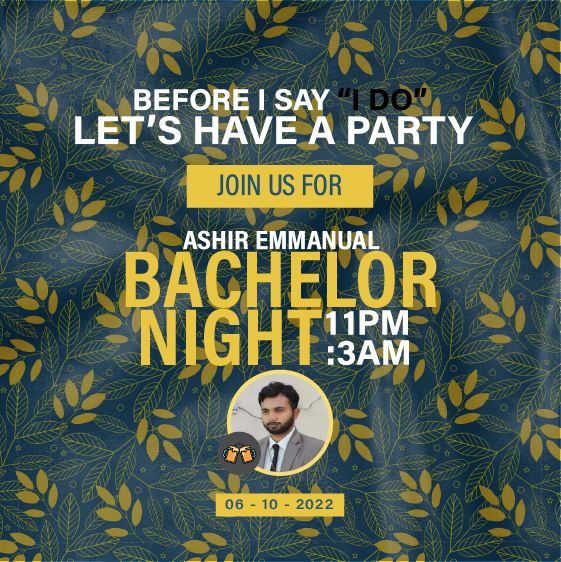 BEFORE I SAY “I DO”
LET’S HAVE A PARTY
JOIN US FOR
ASHIR EMMANUAL
BACHELOR
NIGHT
11PM
:3AM
06 - 10 - 2022